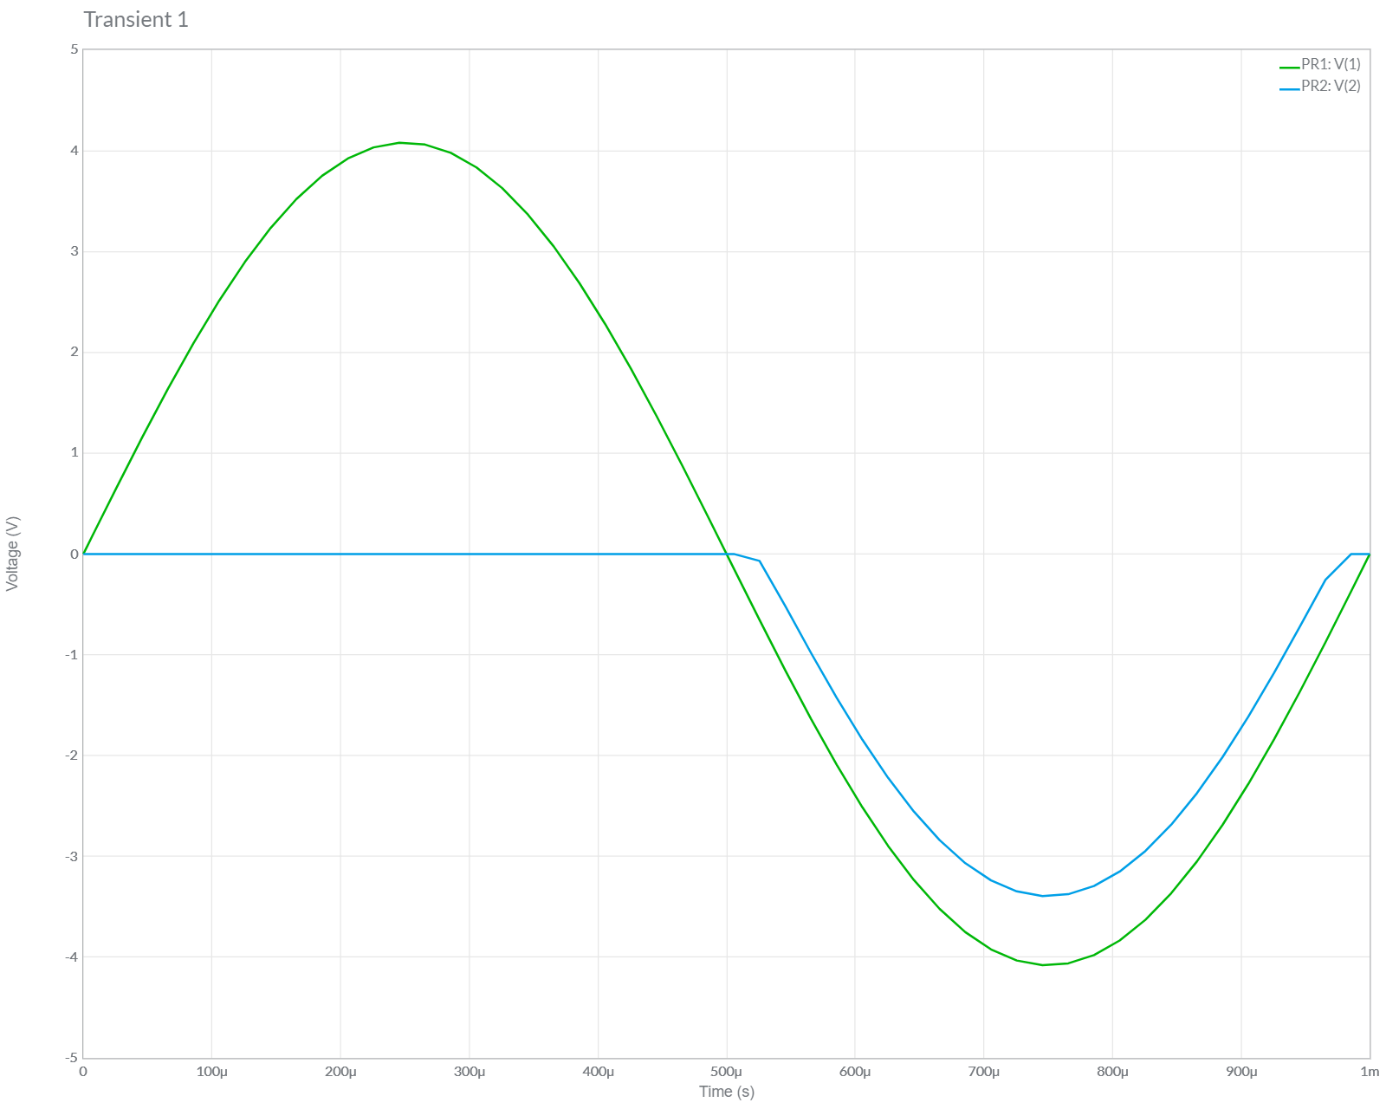 Transient 1
PR1: V(1)
PR2: V(2)
5
4
3
2
1
0
-1
-2
-3
-4
-5
Voltage (V)
0 100µ 200µ 300µ 400µ 500µ 600µ 700µ 800µ 900µ 1m
Time (s)